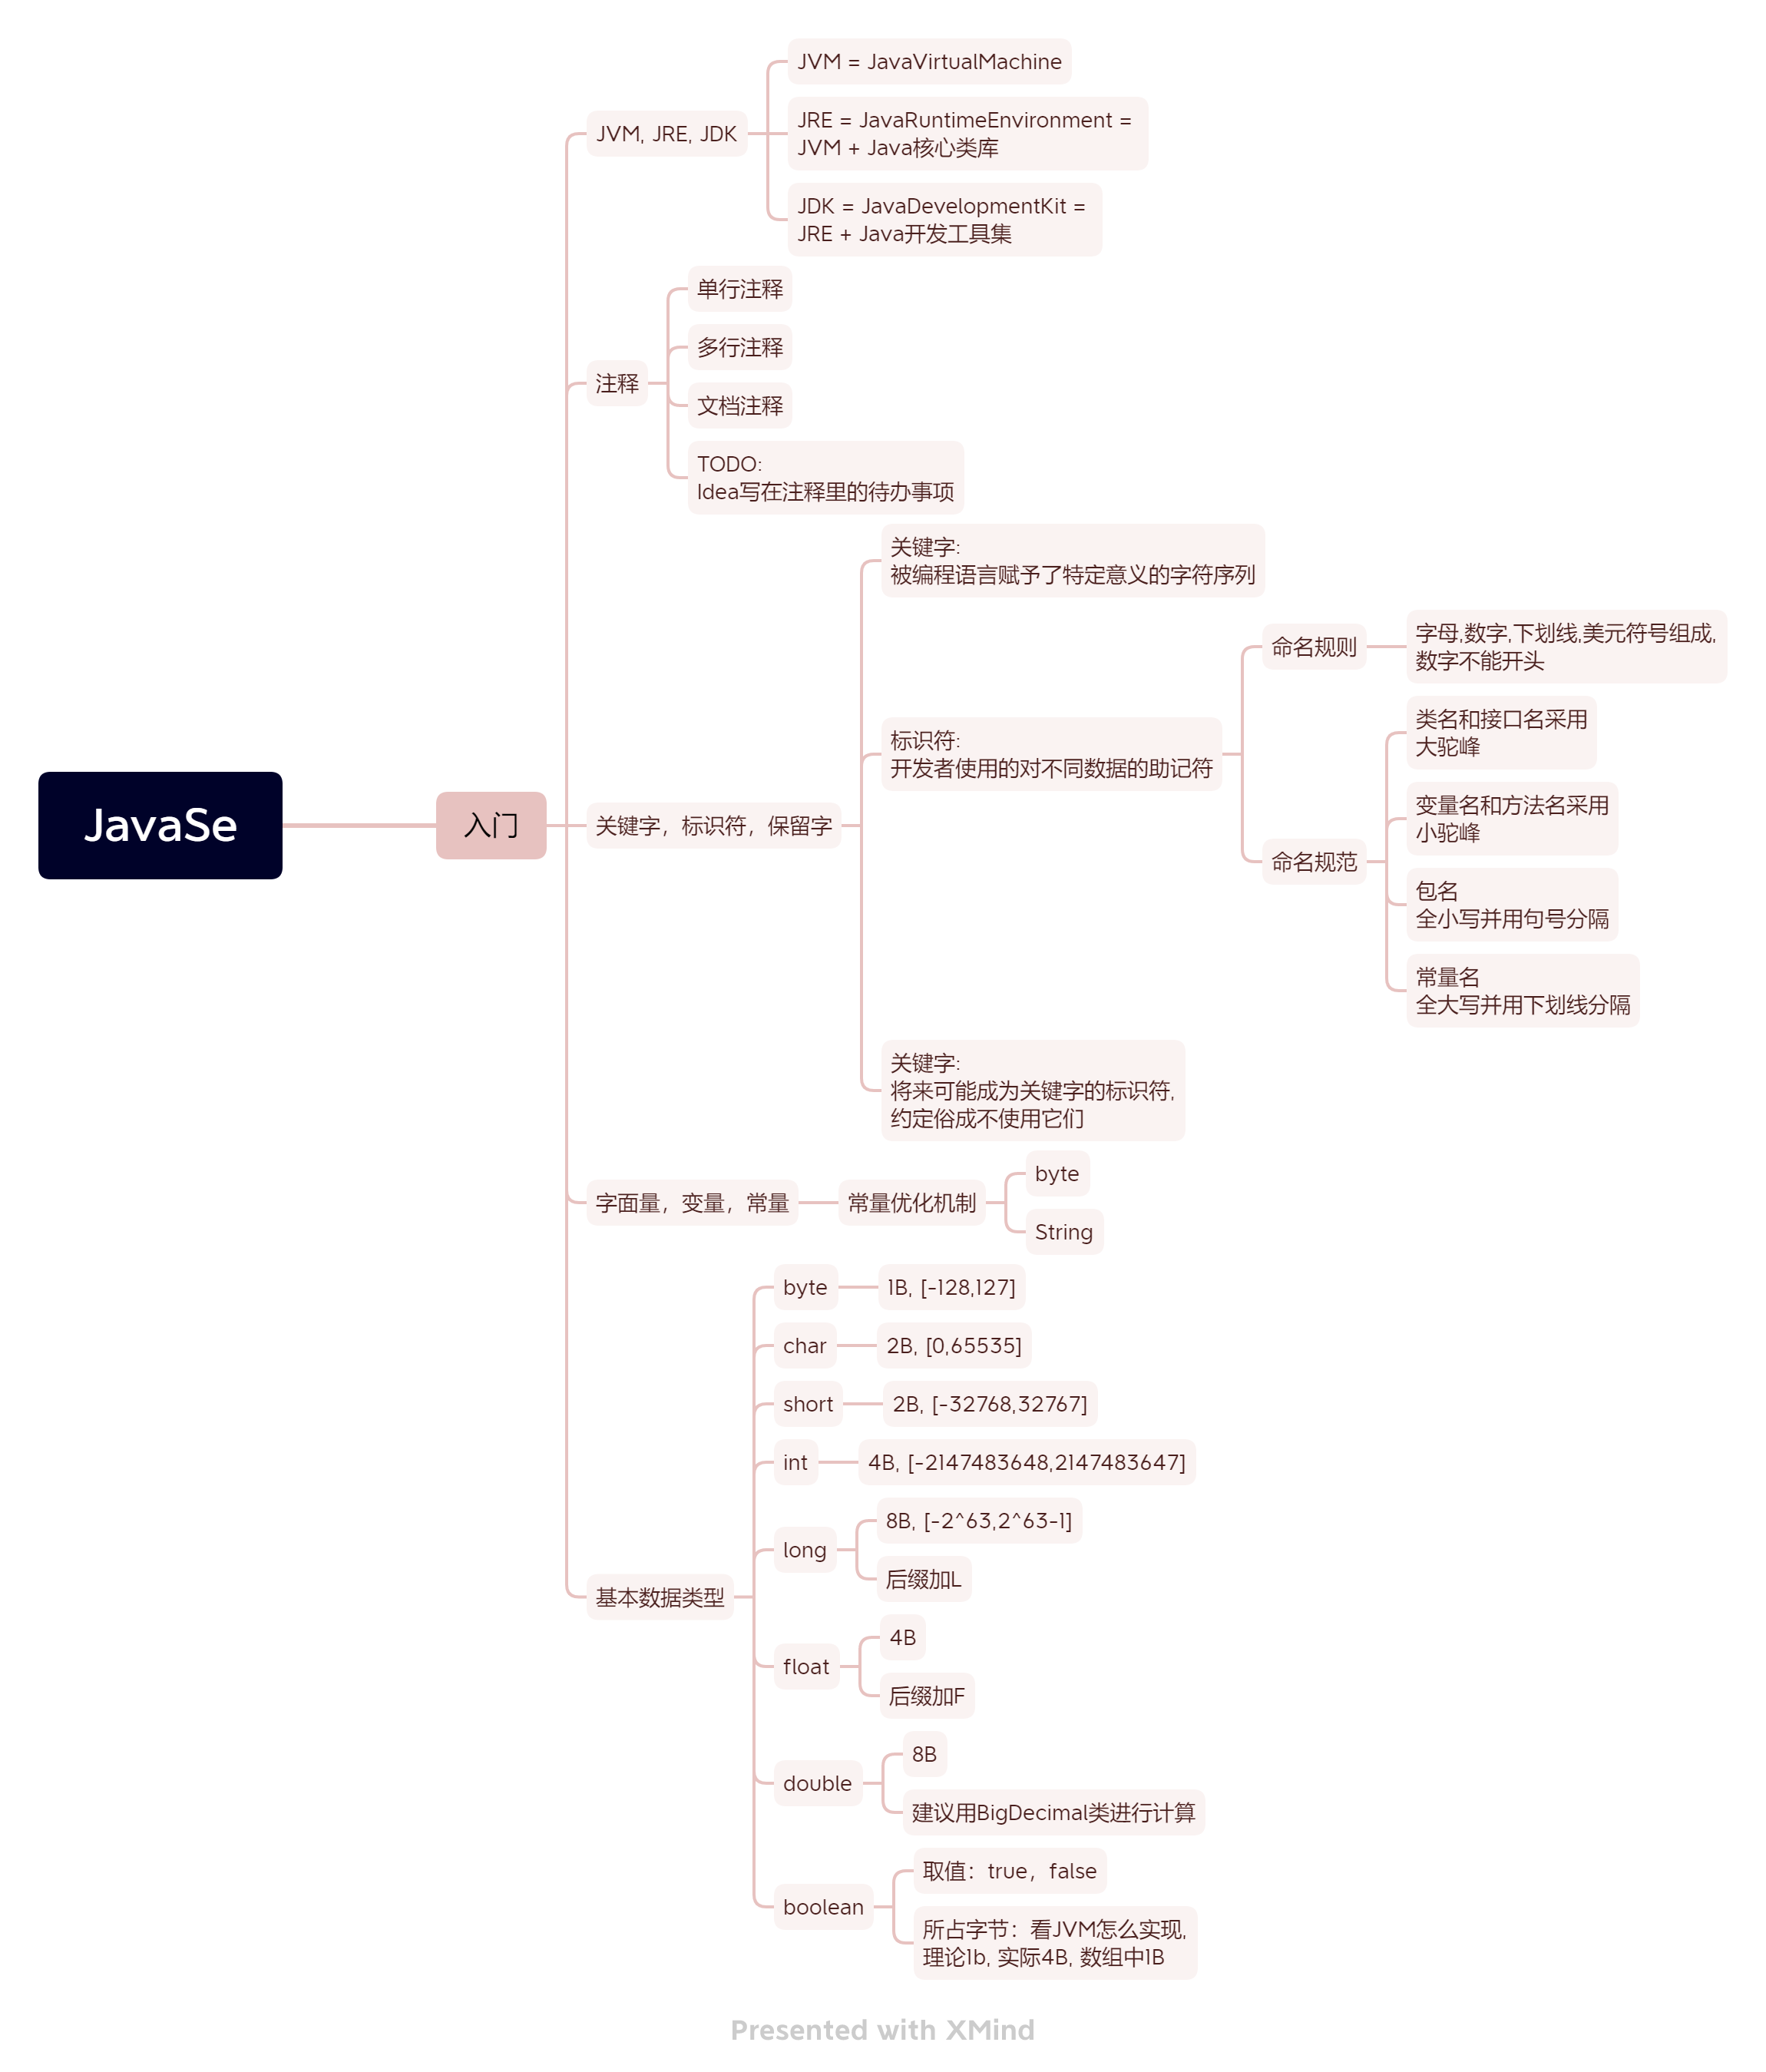 JavaSe
入门
JVM, JRE, JDK
JVM = JavaVirtualMachine
JRE = JavaRuntimeEnvironment =
JVM + Java核心类库
JDK = JavaDevelopmentKit =
JRE + Java开发工具集
注释
单行注释
多行注释
文档注释
TODO:
Idea写在注释里的待办事项
关键字，标识符，保留字
关键字:
被编程语言赋予了特定意义的字符序列
标识符:
开发者使用的对不同数据的助记符
命名规则
字母,数字,下划线,美元符号组成,
数字不能开头
命名规范
类名和接口名采用
大驼峰
变量名和方法名采用
小驼峰
包名
全小写并用句号分隔
常量名
全大写并用下划线分隔
关键字:
将来可能成为关键字的标识符,
约定俗成不使用它们
字面量，变量，常量
常量优化机制
byte
String
基本数据类型
byte
1B, [-128,127]
char
2B, [0,65535]
short
2B, [-32768,32767]
int
4B, [-2147483648,2147483647]
long
8B, [-2^63,2^63-1]
后缀加L
float
4B
后缀加F
double
8B
建议用BigDecimal类进行计算
boolean
取值：true，false
所占字节：看JVM怎么实现,
理论1b, 实际4B, 数组中1B
Presented with XMind